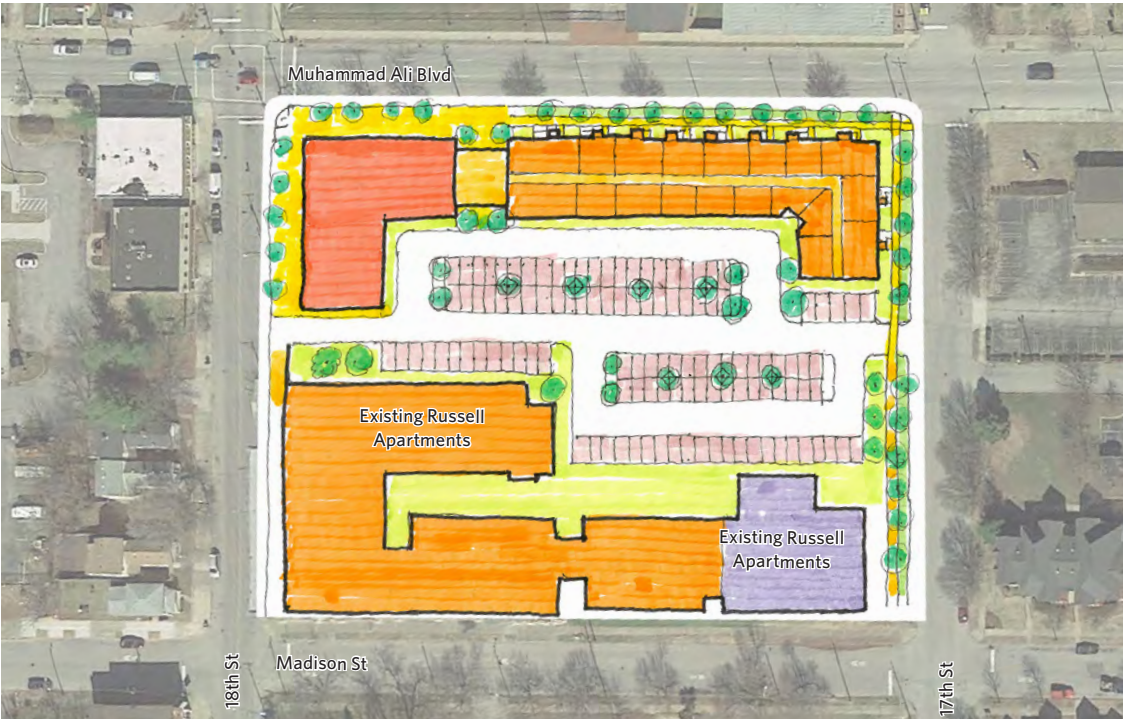 Muhammad Ali Blvd
Existing Russell
Apartments
Existing Russell
Apartments
Madison St
18th St
17th St